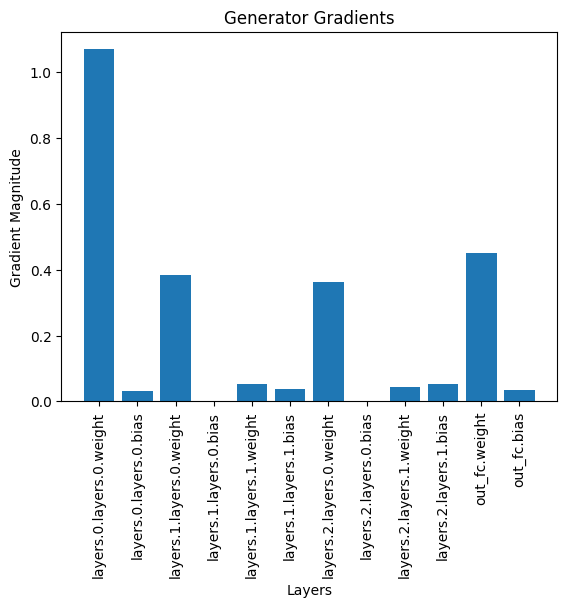 Generator Gradients
Gradient Magnitude
1.0
0.8
0.6
0.4
0.2
0.0
layers.0.layers.0.weight
layers.0.layers.0.bias
layers.1.layers.0.weight
layers.1.layers.0.bias
layers.1.layers.1.weight
layers.1.layers.1.bias
layers.2.layers.0.weight
layers.2.layers.0.bias
layers.2.layers.1.weight
layers.2.layers.1.bias
out_fc.weight
out_fc.bias
Layers